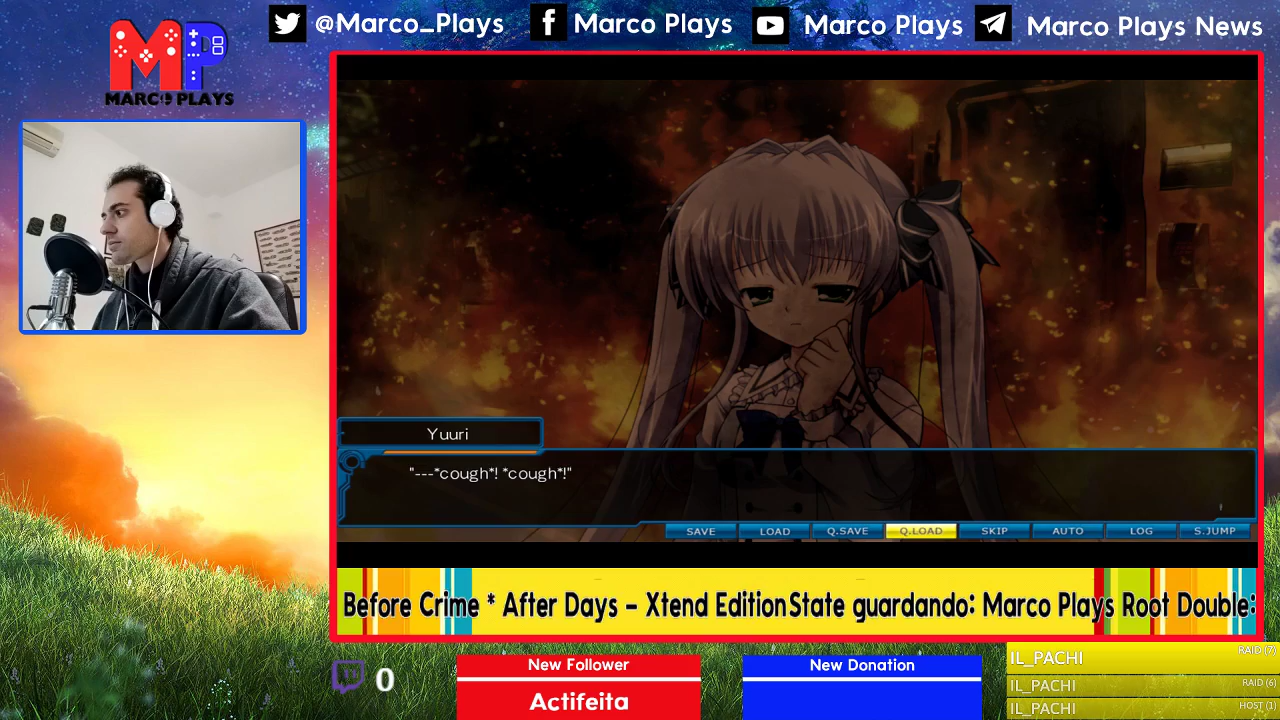 @Marco_Plays
Marco Plays
Marco Plays
Marco Plays News
MP
MARCO PLAYS
Yuuri
"---*cough*! *cough*!"
SAVE
LOAD
Q.SAVE
Q.LOAD
SKIP
AUTO
LOG
S.JUMP
Before Crime * After Days - Xtend EditionState guardando: Marco Plays Root Double:
0
New Follower
Actifeita
New Donation
IL_PACHI RAID (7)
IL_PACHI RAID (6)
IL_PACHI HOST (1)